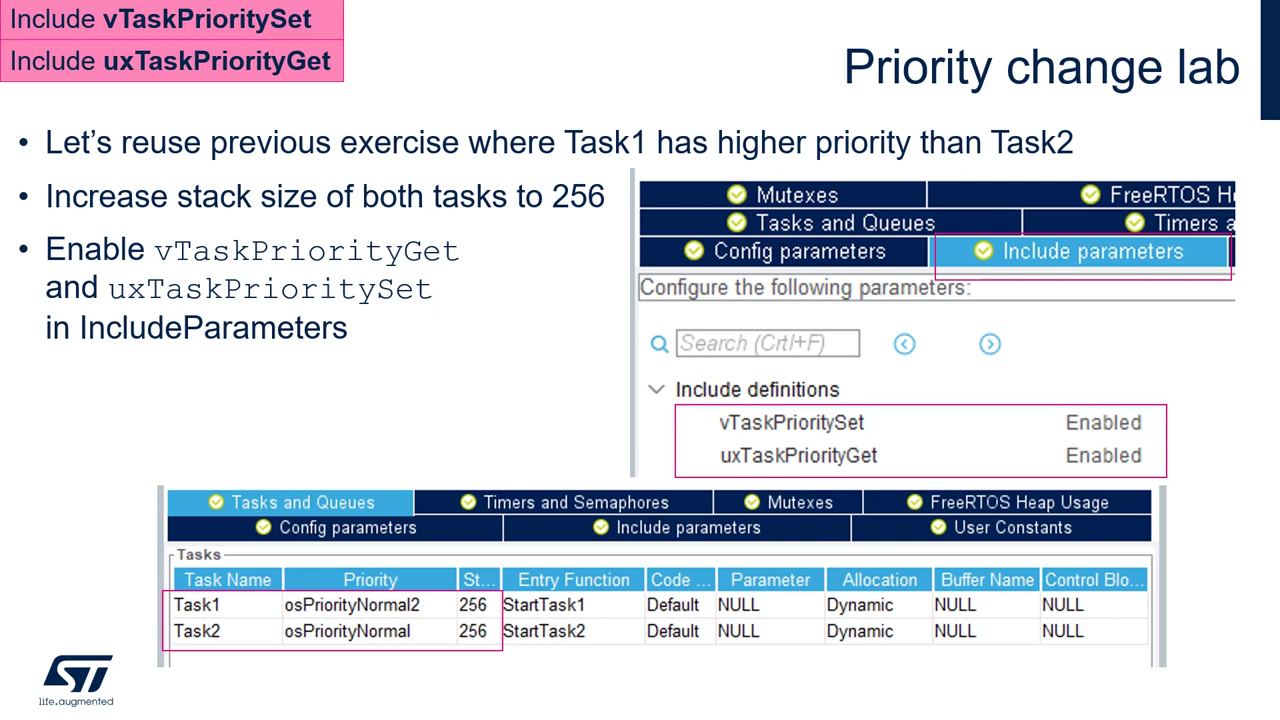 Include vTaskPrioritySet
Include uxTaskPriorityGet
Priority change lab
• Let's reuse previous exercise where Task1 has higher priority than Task2
• Increase stack size of both tasks to 256
• Enable vTaskPriorityGet
and uxTaskPrioritySet
in IncludeParameters
Mutexes FreeRTOS H
Tasks and Queues Timers a
Config parameters Include parameters
Configure the following parameters:
Search (Crtl+F)
Include definitions
vTaskPrioritySet Enabled
uxTaskPriorityGet Enabled
Tasks and Queues Timers and Semaphores Mutexes FreeRTOS Heap Usage
Config parameters Include parameters User Constants
Tasks
Task Name Priority St... Entry Function Code ... Parameter Allocation Buffer Name Control Blo...
Task1 osPriorityNormal2 256 StartTask1 Default NULL Dynamic NULL NULL
Task2 osPriorityNormal 256 StartTask2 Default NULL Dynamic NULL NULL
ST
life.augmented